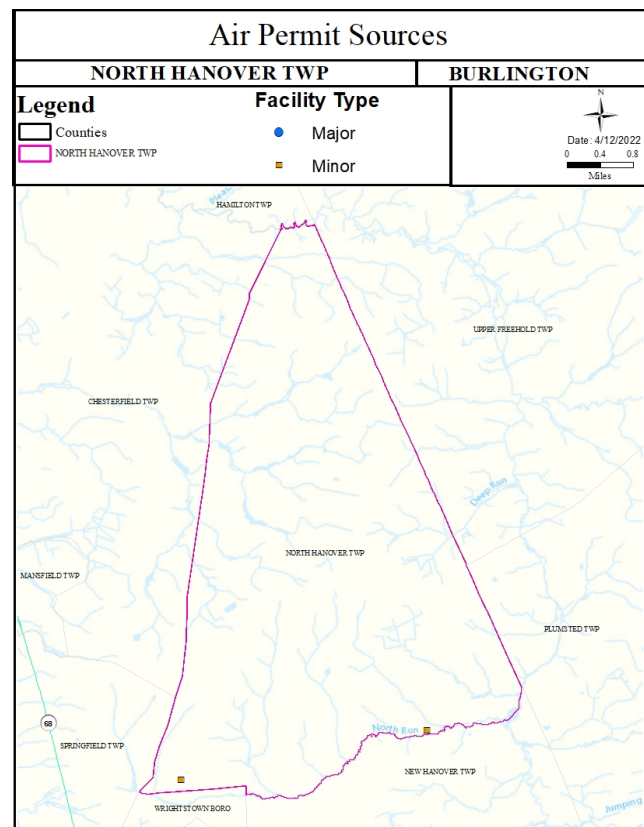 Air Permit Sources
NORTH HANOVER TWP
BURLINGTON
Legend
Counties
NORTH HANOVER TWP
Facility Type
Major
Minor
N
Date: 4/12/2022
0 0.4 0.8
Miles
HAMILTON TWP
UPPER FREEHOLD TWP
CHESTERFIELD TWP
Deep Run
NORTH HANOVER TWP
MANSFIELD TWP
PLUMSTED TWP
68
North Run
SPRINGFIELD TWP
NEW HANOVER TWP
WRIGHTSTOWN BORO
Jumping